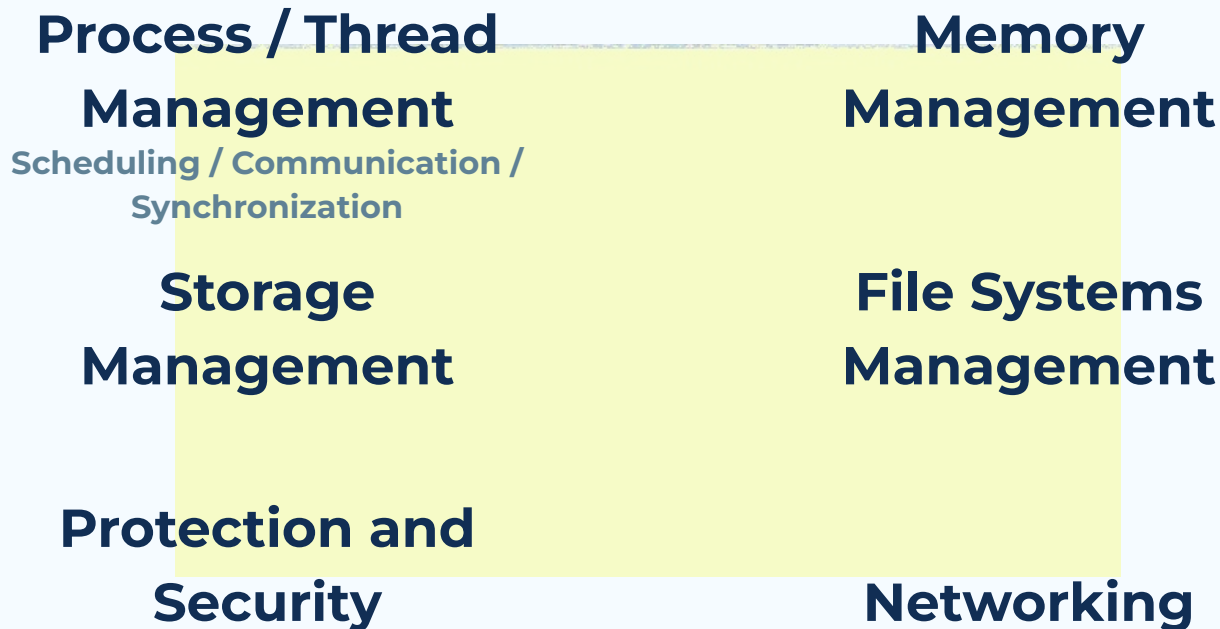 Process / Thread
Management
Scheduling / Communication /
Synchronization
Memory
Management
Storage
Management
File Systems
Management
Protection and
Security
Networking